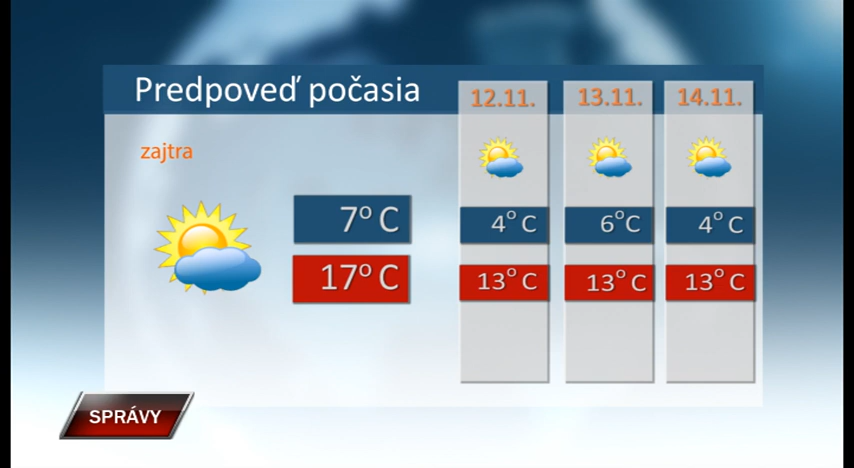 Predpoveď počasia
zajtra
7° C
17° C
12.11.
4° C
13° C
13.11.
6°C
13° C
14.11.
4° C
13° C
SPRÁVY